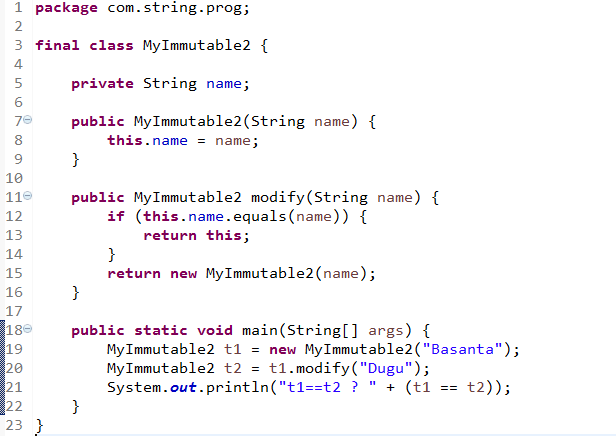 1 package com.string.prog;
2
3 final class MyImmutable2 {
4
5     private String name;
6
7     public MyImmutable2(String name) {
8         this.name = name;
9     }
10
11     public MyImmutable2 modify(String name) {
12         if (this.name.equals(name)) {
13             return this;
14         }
15         return new MyImmutable2(name);
16     }
17
18     public static void main(String[] args) {
19         MyImmutable2 t1 = new MyImmutable2("Basanta");
20         MyImmutable2 t2 = t1.modify("Dugu");
21         System.out.println("t1==t2 ? " + (t1 == t2));
22     }
23 }